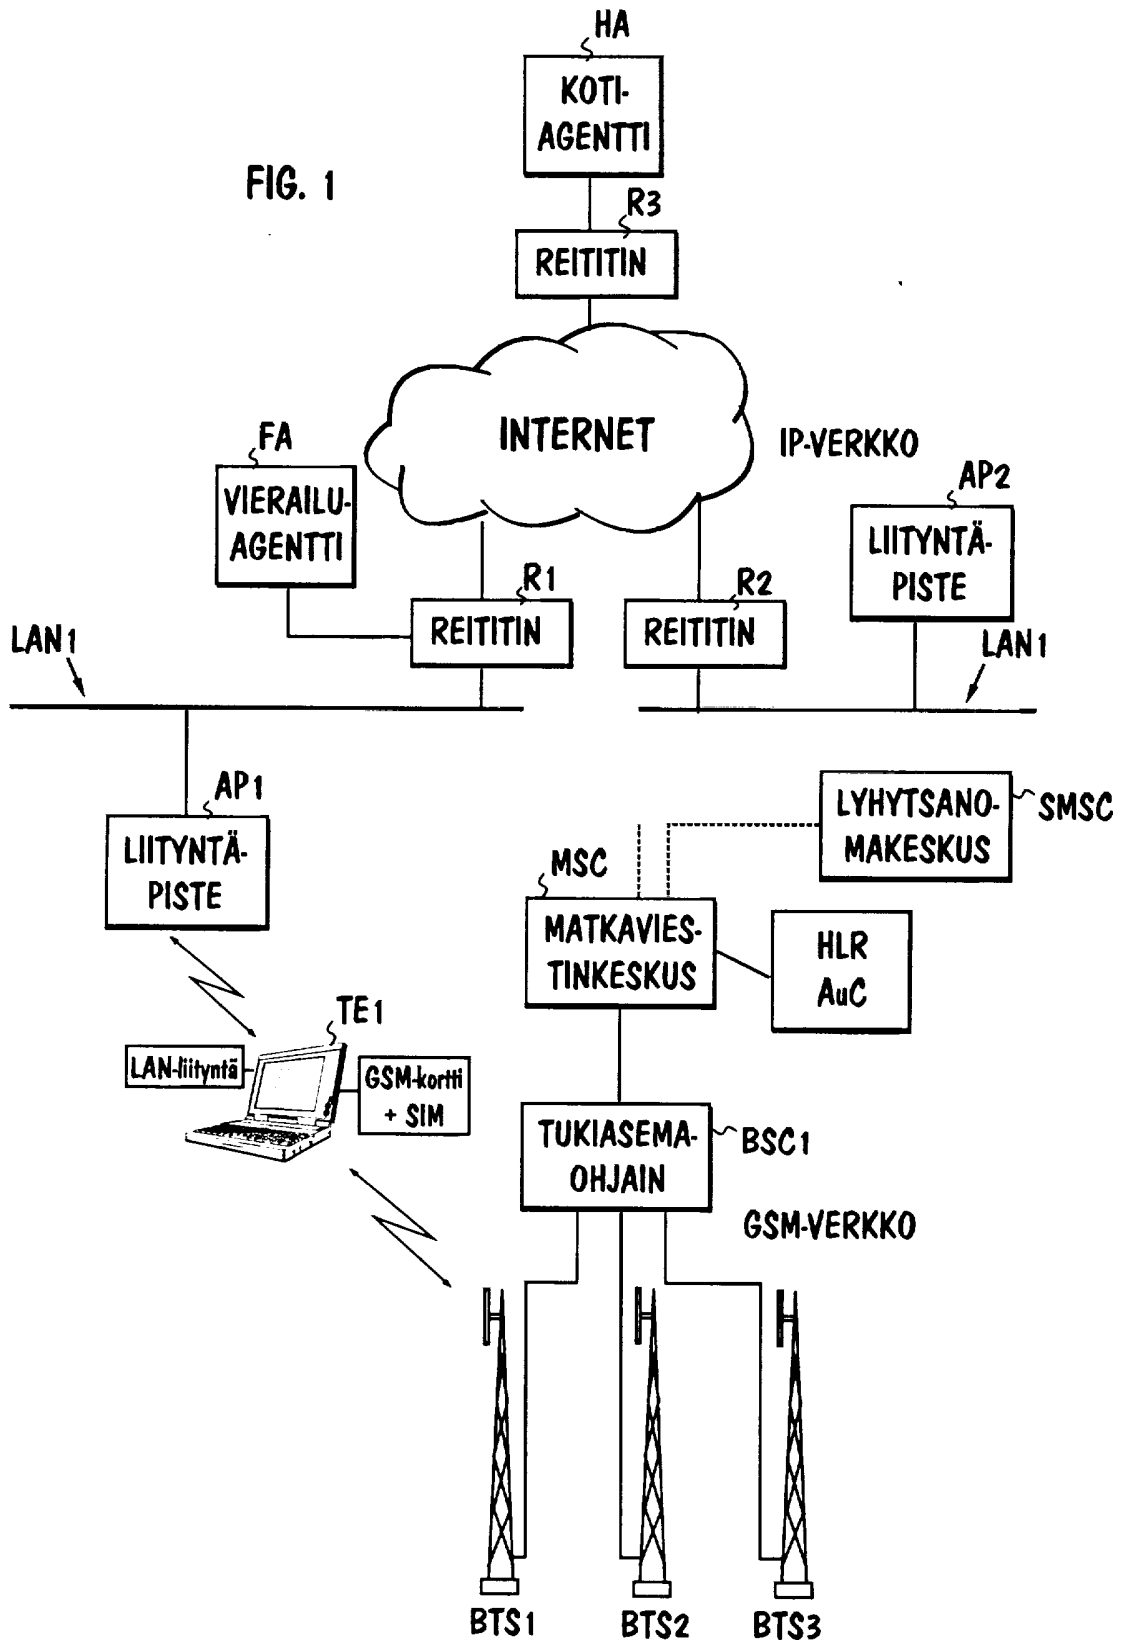 HA
KOTI-
AGENTTI
FIG. 1
R3
REITITIN
INTERNET
IP-VERKKO
FA
VIERAILU-
AGENTTI
AP2
LIITYNTÄ-
PISTE
R1
REITITIN
R2
REITITIN
LAN1
LAN1
AP1
LIITYNTÄ-
PISTE
LYHYTSANO-
MAKESKUS
SMSC
MSC
MATKAVIES-
TINKESKUS
HLR
AuC
TE1
LAN-liityntä
GSM-kortti
+ SIM
TUKIASEMA-
OHJAIN
BSC1
GSM-VERKKO
BTS1
BTS2
BTS3